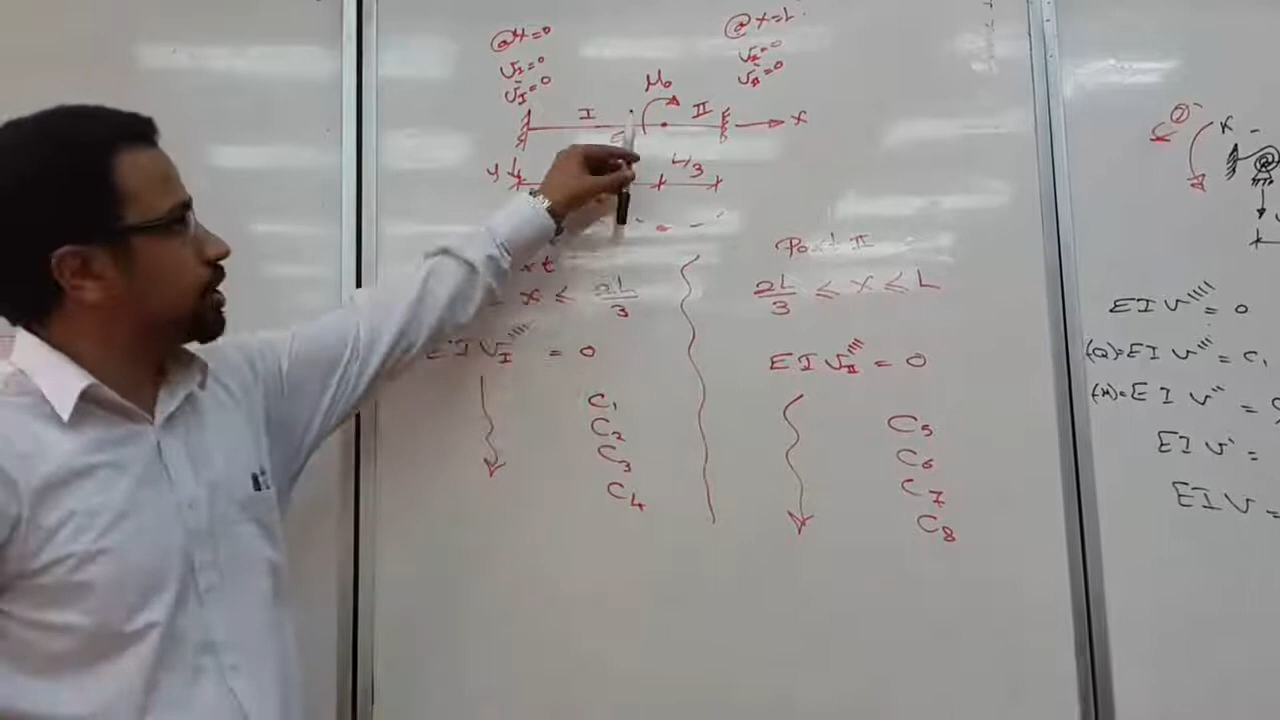 @ x=0
v_I=0
v'_I=0
@ x=L
v_II=0
v'_II=0
M₀
I
II
x
y
L/3
x ≤ 2L/3
EI v_I'''' = 0
C₁
C₂
C₃
C₄
Part II
2L/3 ≤ x ≤ L
EI v_II'''' = 0
C₅
C₆
C₇
C₈
K
EI v'''' = 0
(Q)=EI v''' = C₁
(M)=EI v'' =
EI v' =
EI v =